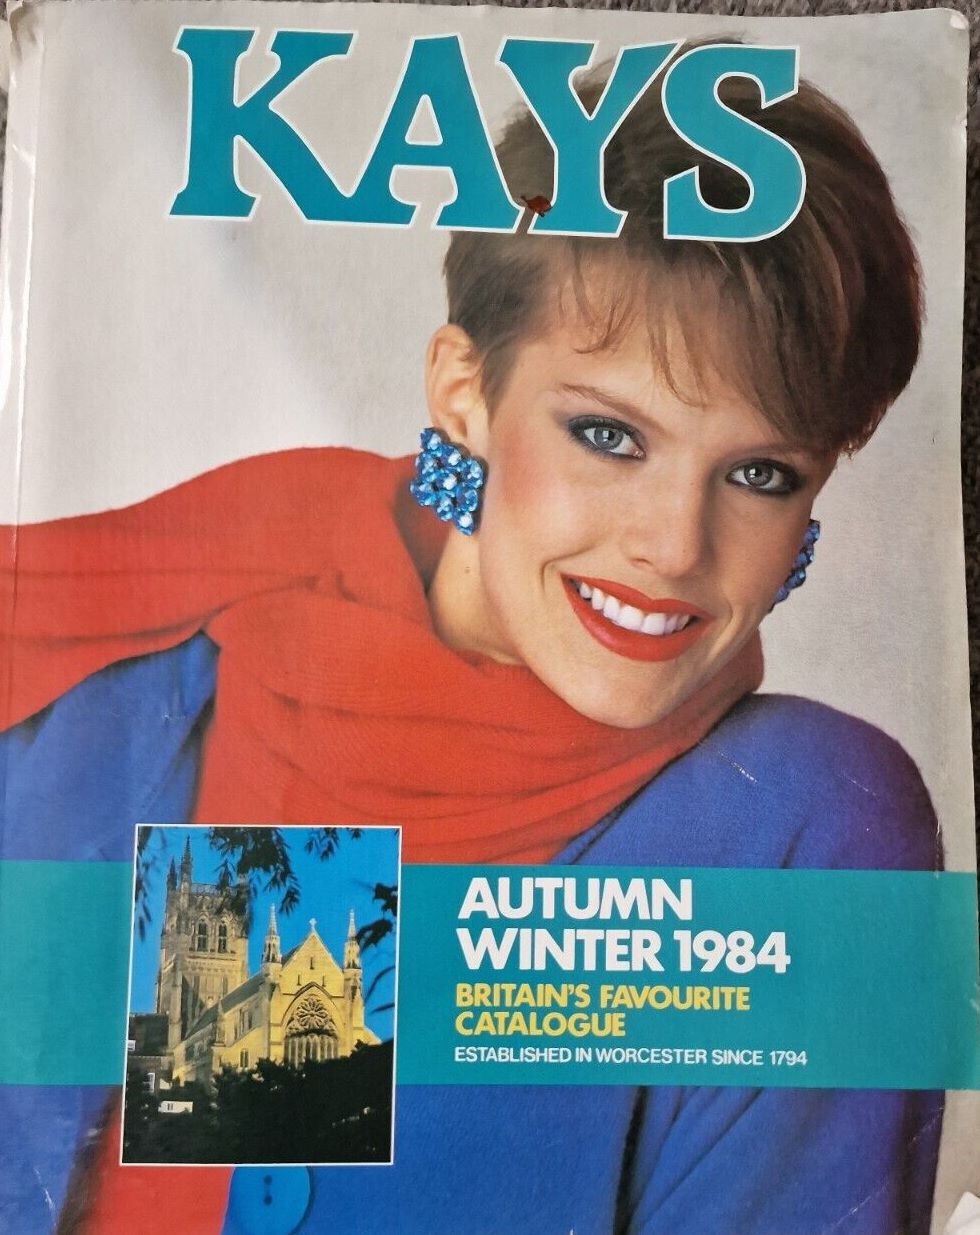 KAYS
AUTUMN
WINTER 1984
BRITAIN'S FAVOURITE
CATALOGUE
ESTABLISHED IN WORCESTER SINCE 1794